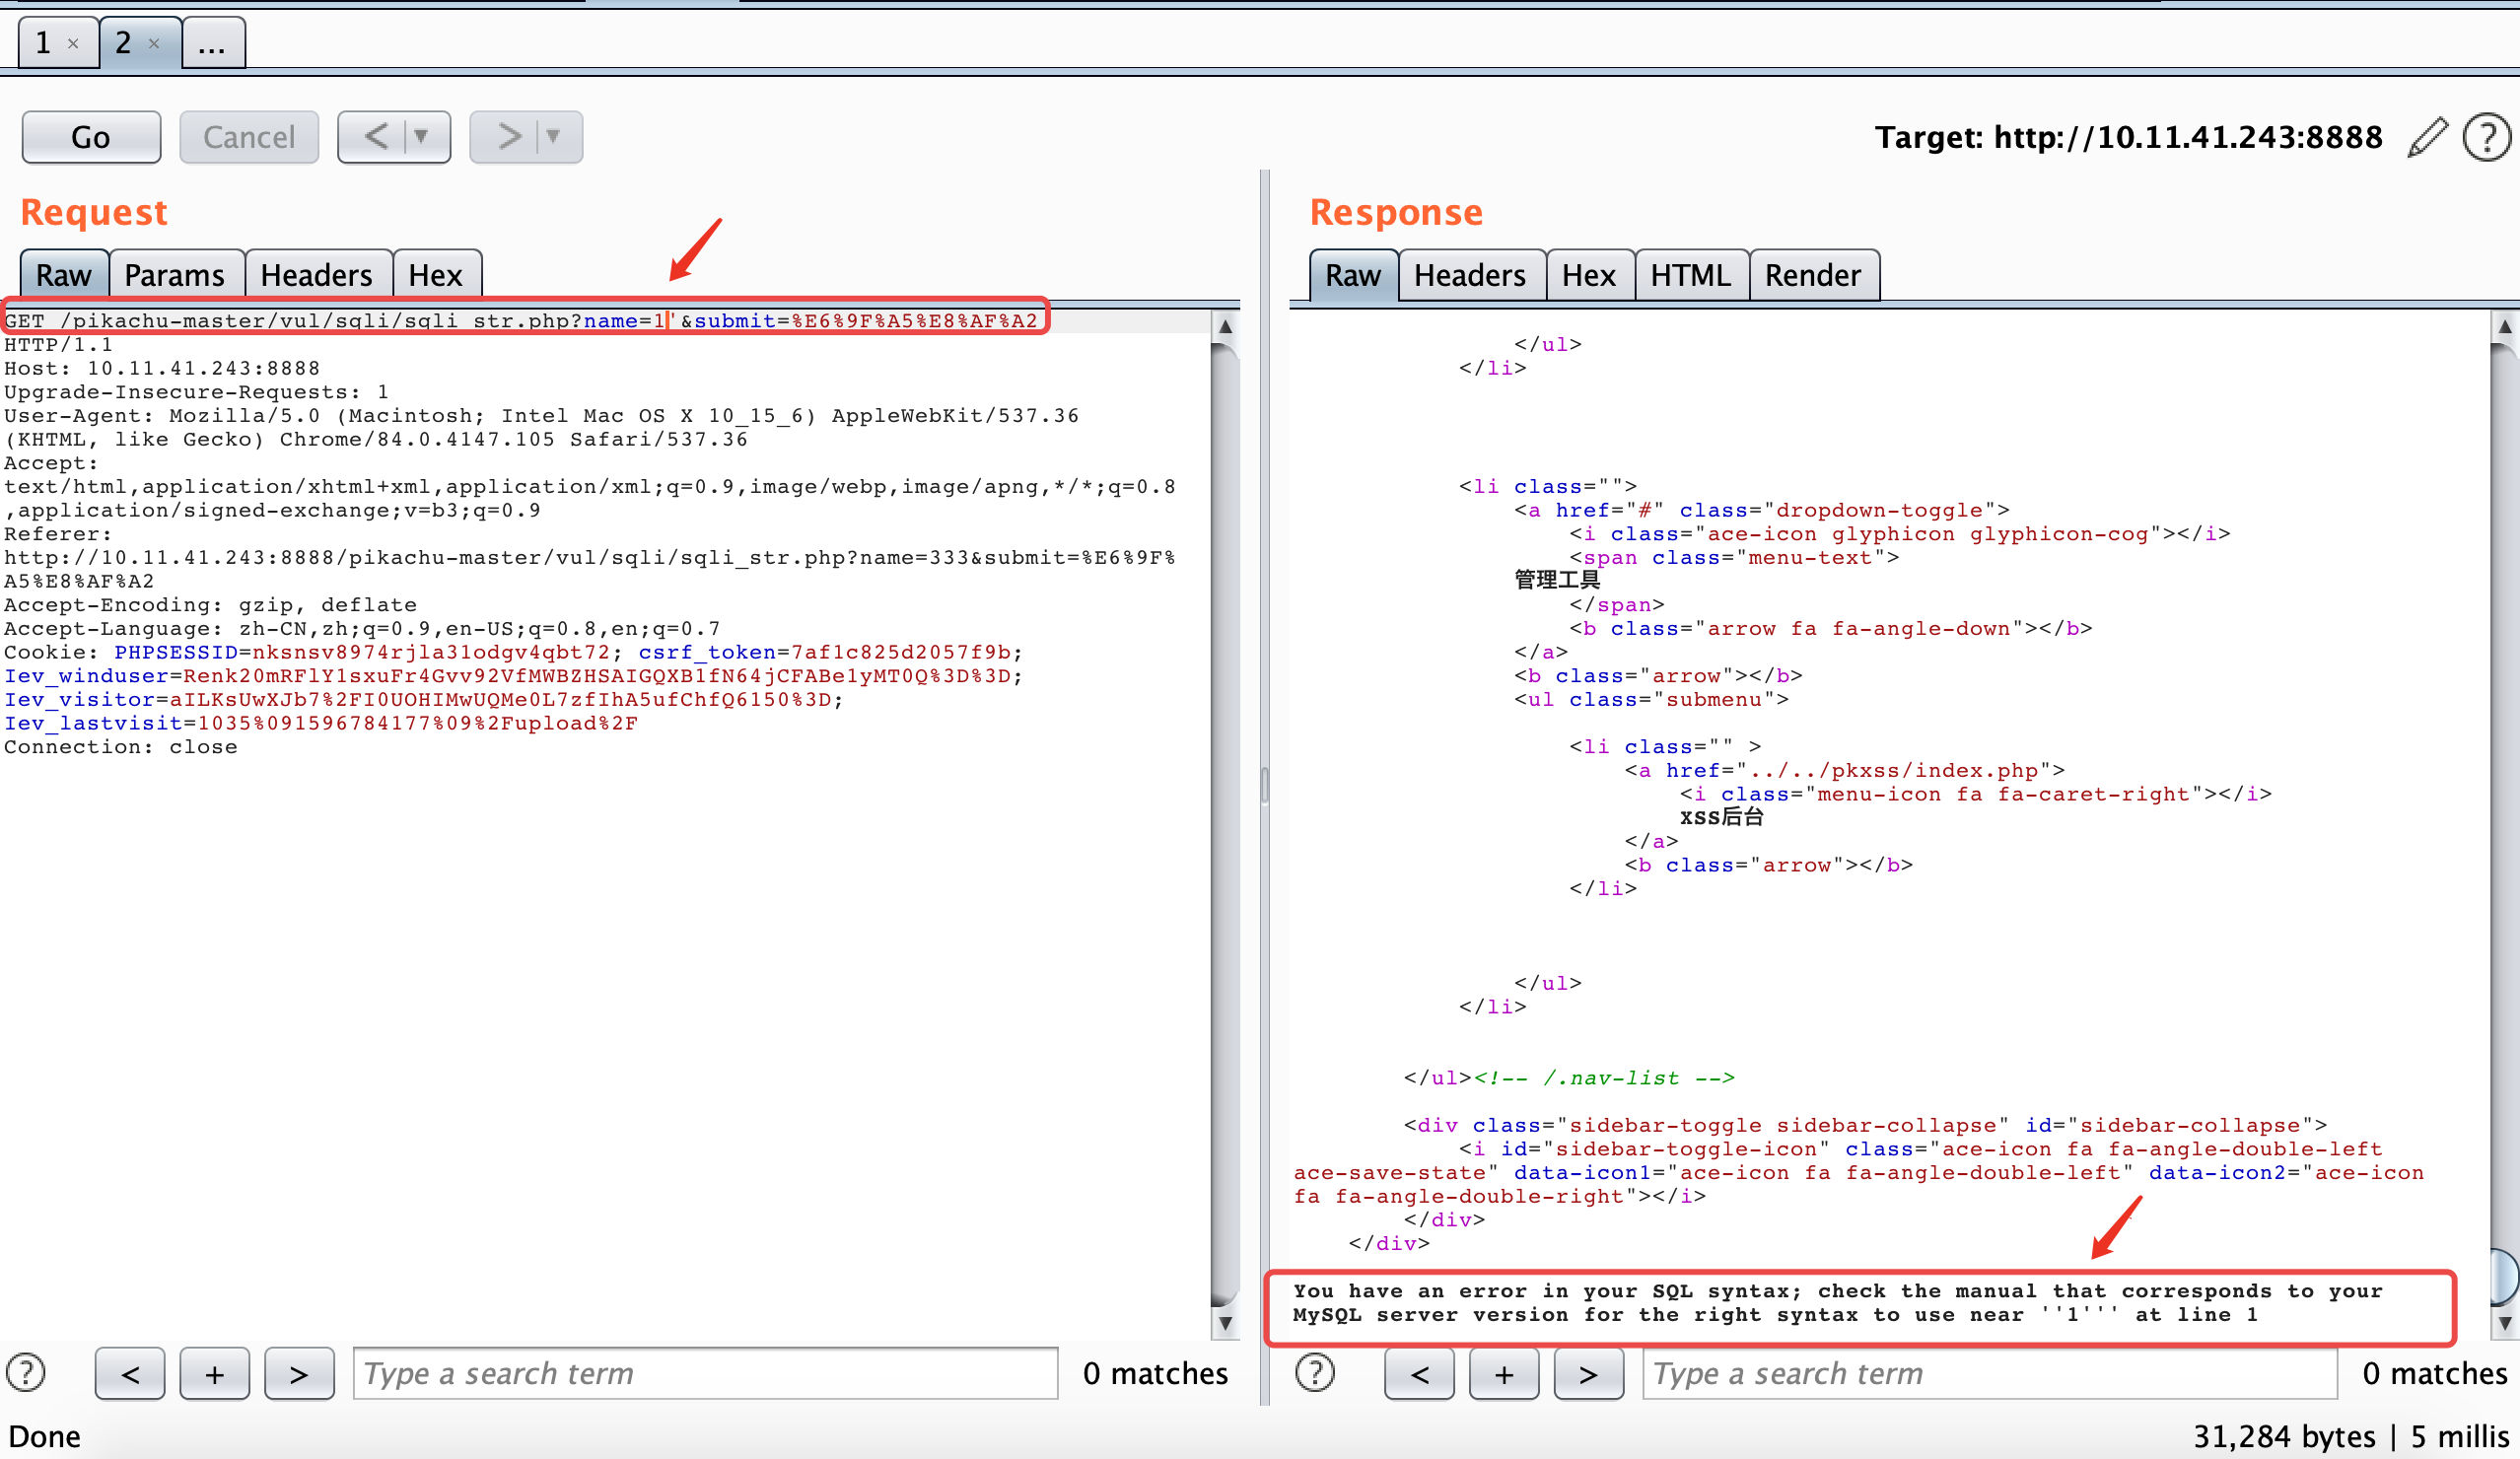 1 ×
2 ×
...
Go
Cancel
<
>
Target: http://10.11.41.243:8888
?
Request
Raw
Params
Headers
Hex
GET /pikachu-master/vul/sqli/sqli_str.php?name=1'&submit=%E6%9F%A5%E8%AF%A2
HTTP/1.1
Host: 10.11.41.243:8888
Upgrade-Insecure-Requests: 1
User-Agent: Mozilla/5.0 (Macintosh; Intel Mac OS X 10_15_6) AppleWebKit/537.36
(KHTML, like Gecko) Chrome/84.0.4147.105 Safari/537.36
Accept:
text/html,application/xhtml+xml,application/xml;q=0.9,image/webp,image/apng,*/*;q=0.8
,application/signed-exchange;v=b3;q=0.9
Referer:
http://10.11.41.243:8888/pikachu-master/vul/sqli/sqli_str.php?name=333&submit=%E6%9F%
A5%E8%AF%A2
Accept-Encoding: gzip, deflate
Accept-Language: zh-CN,zh;q=0.9,en-US;q=0.8,en;q=0.7
Cookie: PHPSESSID=nksnsv8974rjla31odgv4qbt72; csrf_token=7af1c825d2057f9b;
Iev_winduser=Renk20mRFlY1sxuFr4Gvv92VfMWBZHSAIGQXB1fN64jCFABe1yMT0Q%3D%3D;
Iev_visitor=aILKsUwXJb7%2FI0UOHIMwUQMe0L7zfIhA5ufChfQ6150%3D;
Iev_lastvisit=1035%091596784177%09%2Fupload%2F
Connection: close
?
<
+
>
Type a search term
0 matches
Response
Raw
Headers
Hex
HTML
Render
</ul>
</li>
<li class="">
<a href="#" class="dropdown-toggle">
<i class="ace-icon glyphicon glyphicon-cog"></i>
<span class="menu-text">
管理工具
</span>
<b class="arrow fa fa-angle-down"></b>
</a>
<b class="arrow"></b>
<ul class="submenu">
<li class="" >
<a href="../../pkxss/index.php">
<i class="menu-icon fa fa-caret-right"></i>
xss后台
</a>
<b class="arrow"></b>
</li>
</ul>
</li>
</ul><!-- /.nav-list -->
<div class="sidebar-toggle sidebar-collapse" id="sidebar-collapse">
<i id="sidebar-toggle-icon" class="ace-icon fa fa-angle-double-left
ace-save-state" data-icon1="ace-icon fa fa-angle-double-left" data-icon2="ace-icon
fa fa-angle-double-right"></i>
</div>
</div>
You have an error in your SQL syntax; check the manual that corresponds to your
MySQL server version for the right syntax to use near ''1''' at line 1
?
<
+
>
Type a search term
0 matches
Done
31,284 bytes | 5 millis